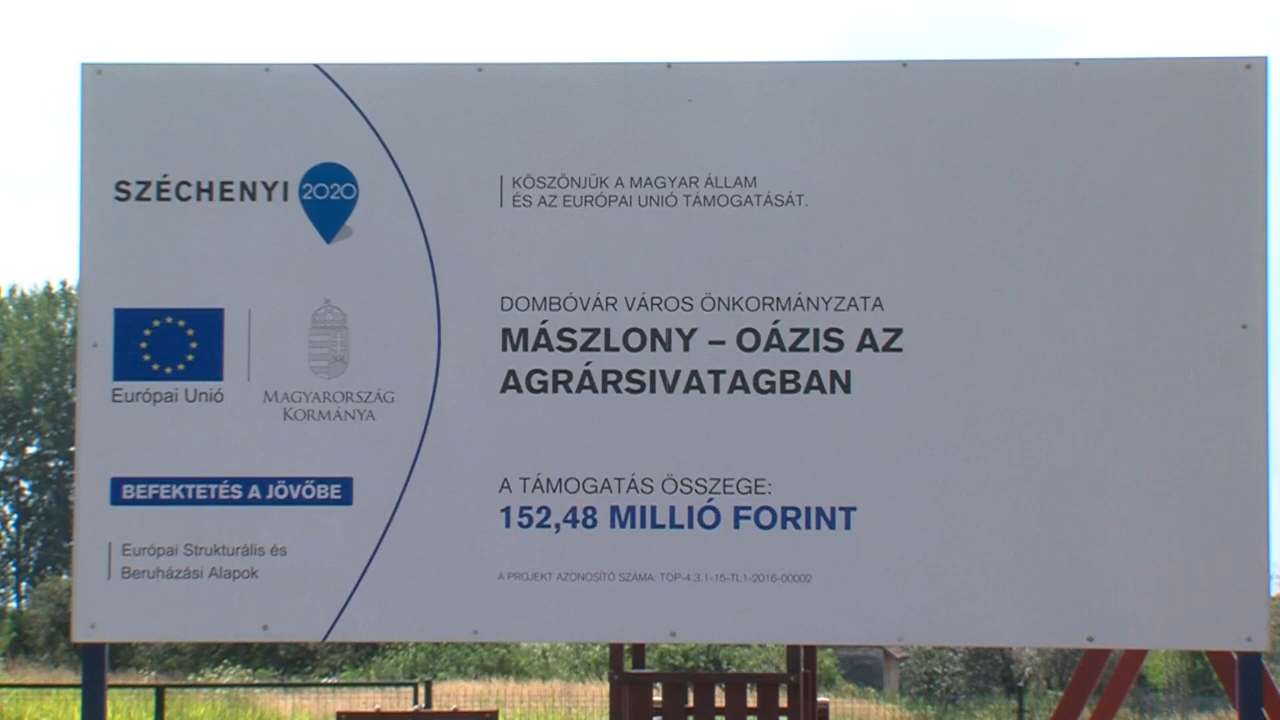 SZÉCHENYI 2020
KÖSZÖNJÜK A MAGYAR ÁLLAM
ÉS AZ EURÓPAI UNIÓ TÁMOGATÁSÁT.
Európai Unió
MAGYARORSZÁG
KORMÁNYA
DOMBÓVÁR VÁROS ÖNKORMÁNYZATA
MÁSZLONY – OÁZIS AZ
AGRÁRSIVATAGBAN
BEFEKTETÉS A JÖVŐBE
Európai Strukturális és
Beruházási Alapok
A TÁMOGATÁS ÖSSZEGE:
152,48 MILLIÓ FORINT
A PROJEKT AZONOSÍTÓ SZÁMA: TOP-4.3.1-15-TL1-2016-00002